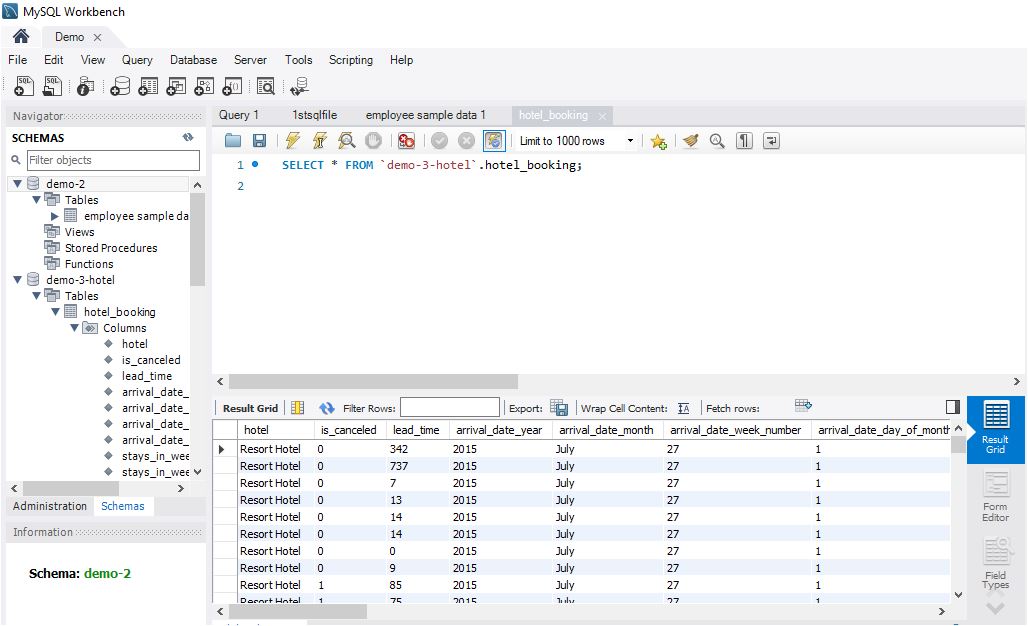 MySQL Workbench
Demo
File Edit View Query Database Server Tools Scripting Help
Navigator
SCHEMAS
Filter objects
demo-2
Tables
employee sample da
Views
Stored Procedures
Functions
demo-3-hotel
Tables
hotel_booking
Columns
hotel
is_canceled
lead_time
arrival_date_
arrival_date_
arrival_date_
arrival_date_
stays_in_wee
stays_in_wee
Administration Schemas
Information
Schema: demo-2
Query 1 1stsqlfile employee sample data 1 hotel_booking
Limit to 1000 rows
1 SELECT * FROM `demo-3-hotel`.hotel_booking;
2
Result Grid Filter Rows: Export: Wrap Cell Content: Fetch rows:
hotel is_canceled lead_time arrival_date_year arrival_date_month arrival_date_week_number arrival_date_day_of_month
Resort Hotel 0 342 2015 July 27 1
Resort Hotel 0 737 2015 July 27 1
Resort Hotel 0 7 2015 July 27 1
Resort Hotel 0 13 2015 July 27 1
Resort Hotel 0 14 2015 July 27 1
Resort Hotel 0 14 2015 July 27 1
Resort Hotel 0 0 2015 July 27 1
Resort Hotel 0 9 2015 July 27 1
Resort Hotel 1 85 2015 July 27 1
Resort Hotel 1 75 2015 July 27 1
Result
Grid
Form
Editor
Field
Types